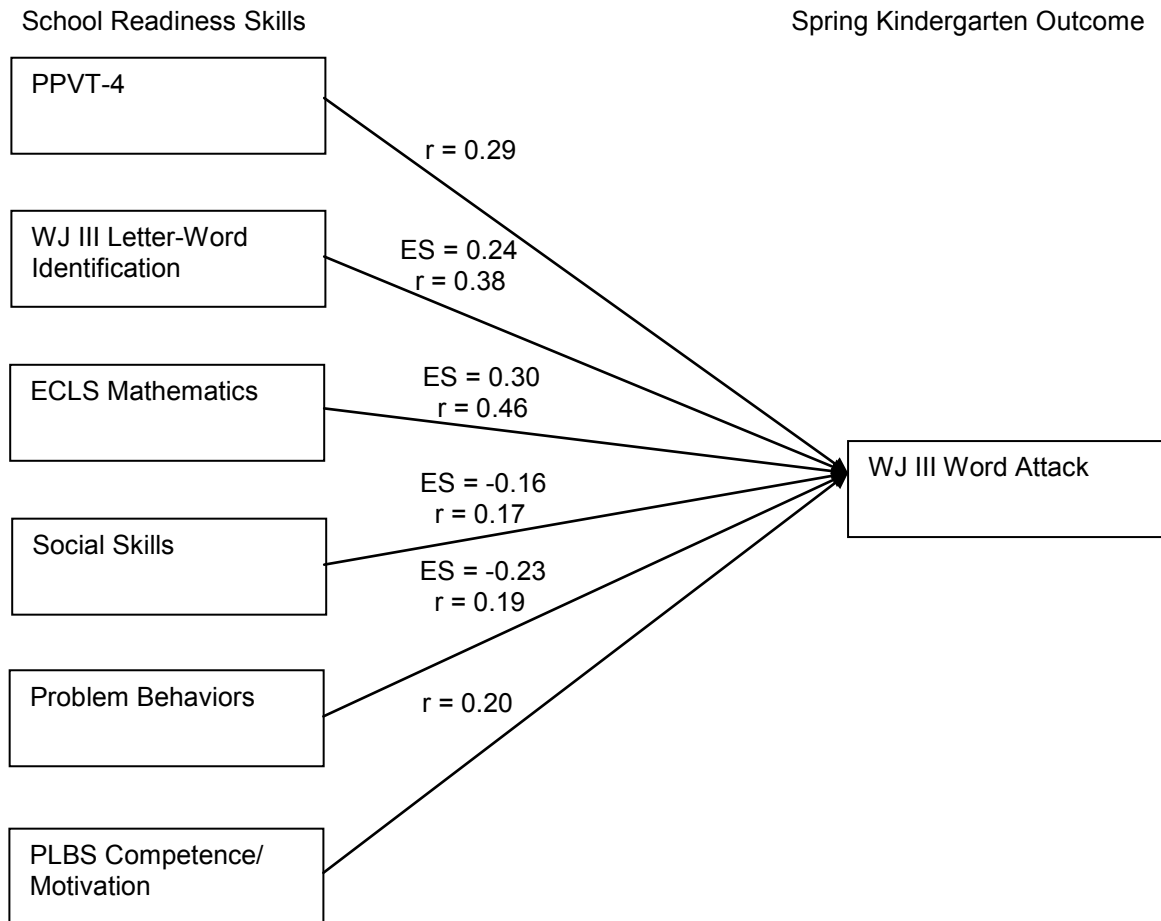 School Readiness Skills
Spring Kindergarten Outcome
PPVT-4
r = 0.29
WJ III Letter-Word
Identification
ES = 0.24
r = 0.38
ECLS Mathematics
ES = 0.30
r = 0.46
WJ III Word Attack
Social Skills
ES = -0.16
r = 0.17
ES = -0.23
r = 0.19
Problem Behaviors
r = 0.20
PLBS Competence/
Motivation